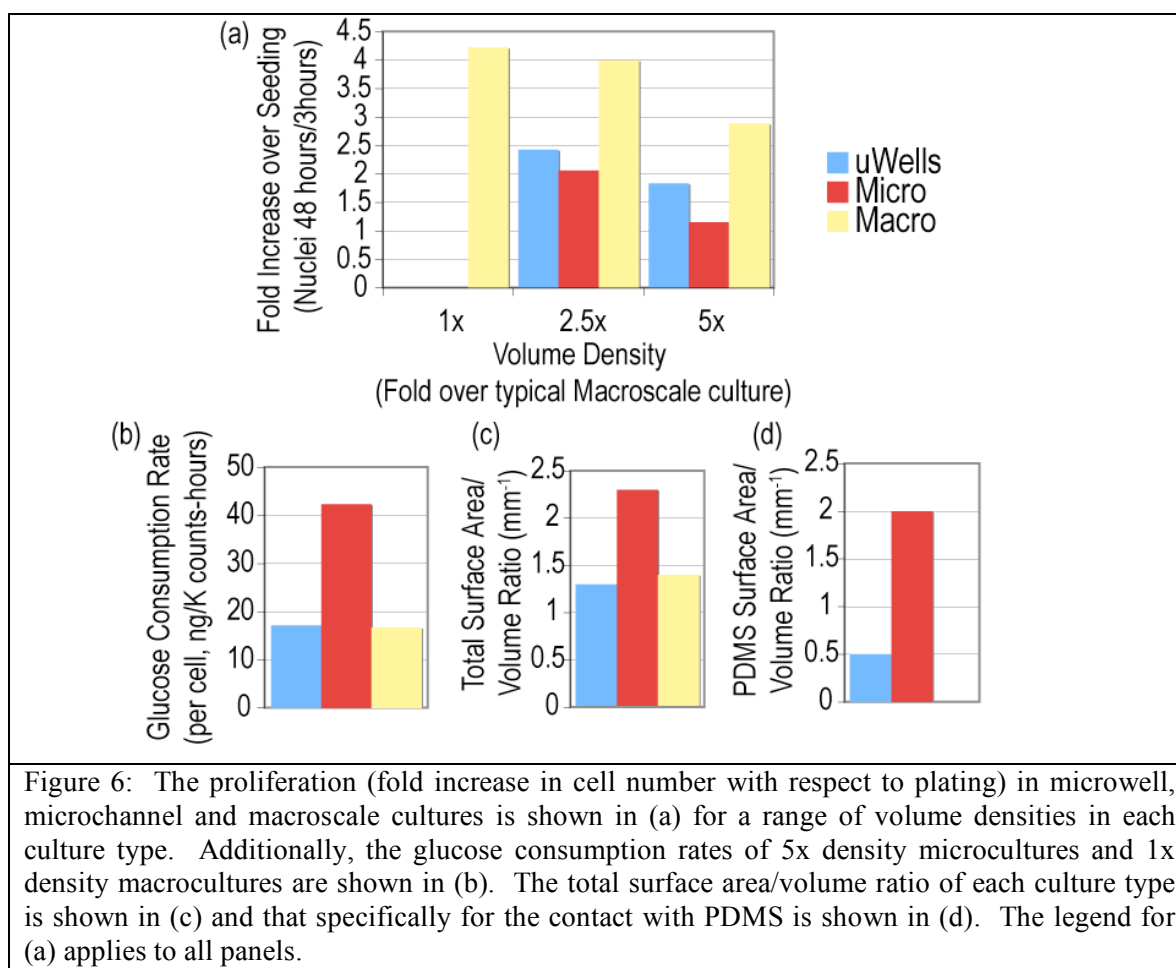 (a)
Fold Increase over Seeding
(Nuclei 48 hours/3hours)
4.5
4
3.5
3
2.5
2
1.5
1
0.5
0
1x 2.5x 5x
Volume Density
(Fold over typical Macroscale culture)
uWells
Micro
Macro
(b)
Glucose Consumption Rate
(per cell, ng/K counts-hours)
50
40
30
20
10
0
(c)
Total Surface Area/
Volume Ratio (mm⁻¹)
2.5
2
1.5
1
0.5
0
(d)
PDMS Surface Area/
Volume Ratio (mm⁻¹)
2.5
2
1.5
1
0.5
0
Figure 6: The proliferation (fold increase in cell number with respect to plating) in microwell,
microchannel and macroscale cultures is shown in (a) for a range of volume densities in each
culture type. Additionally, the glucose consumption rates of 5x density microcultures and 1x
density macrocultures are shown in (b). The total surface area/volume ratio of each culture type
is shown in (c) and that specifically for the contact with PDMS is shown in (d). The legend for
(a) applies to all panels.